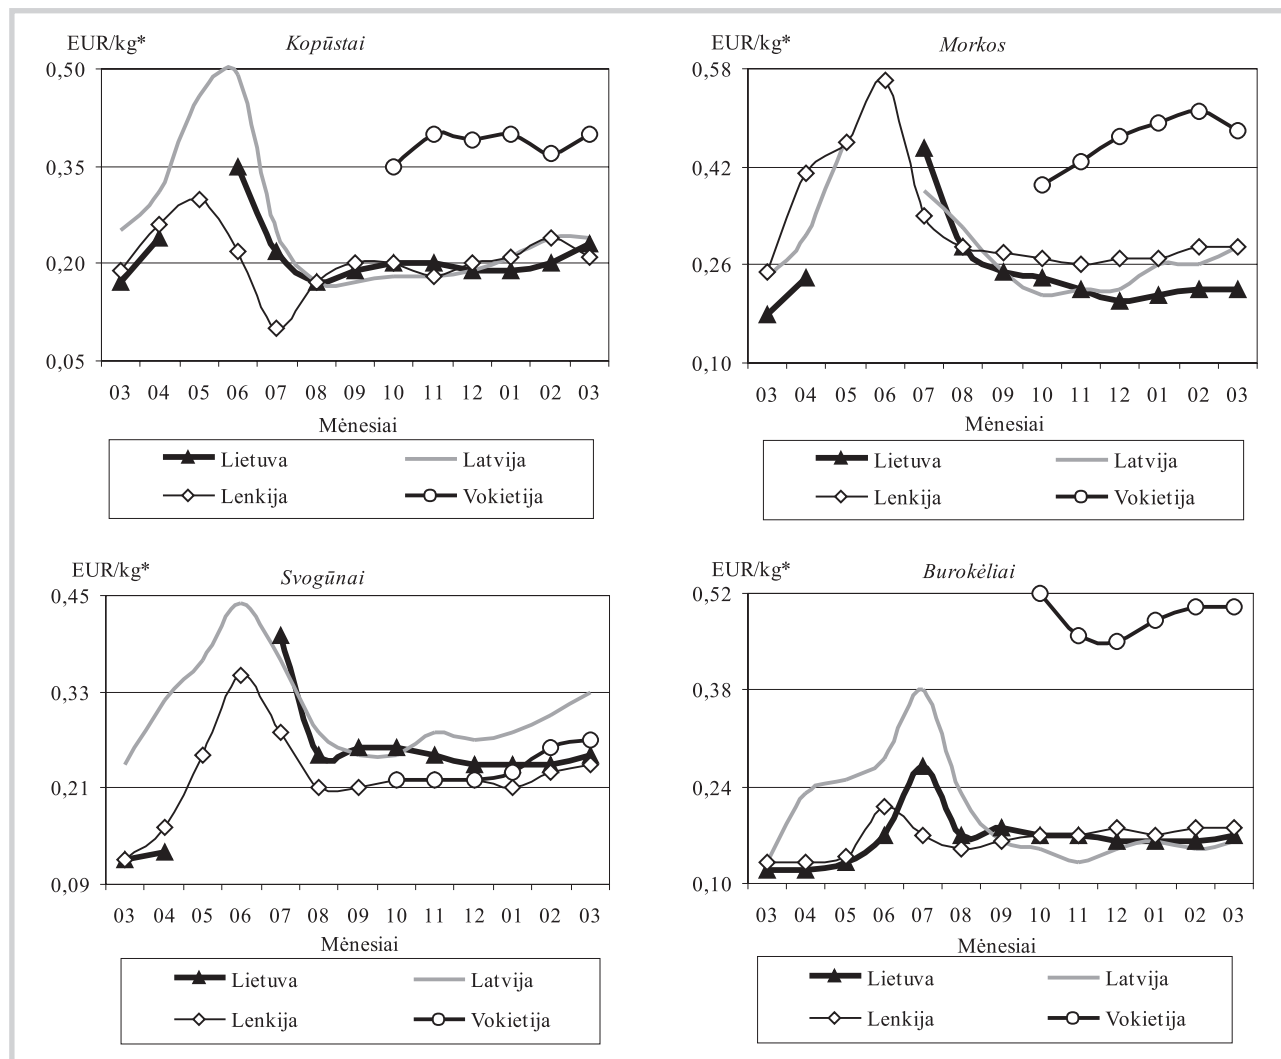 EUR/kg*
Kopūstai
0,50
0,35
0,20
0,05
03 04 05 06 07 08 09 10 11 12 01 02 03
Mėnesiai
Lietuva Latvija
Lenkija Vokietija
EUR/kg*
Morkos
0,58
0,42
0,26
0,10
03 04 05 06 07 08 09 10 11 12 01 02 03
Mėnesiai
Lietuva Latvija
Lenkija Vokietija
EUR/kg*
Svogūnai
0,45
0,33
0,21
0,09
03 04 05 06 07 08 09 10 11 12 01 02 03
Mėnesiai
Lietuva Latvija
Lenkija Vokietija
EUR/kg*
Burokėliai
0,52
0,38
0,24
0,10
03 04 05 06 07 08 09 10 11 12 01 02 03
Mėnesiai
Lietuva Latvija
Lenkija Vokietija